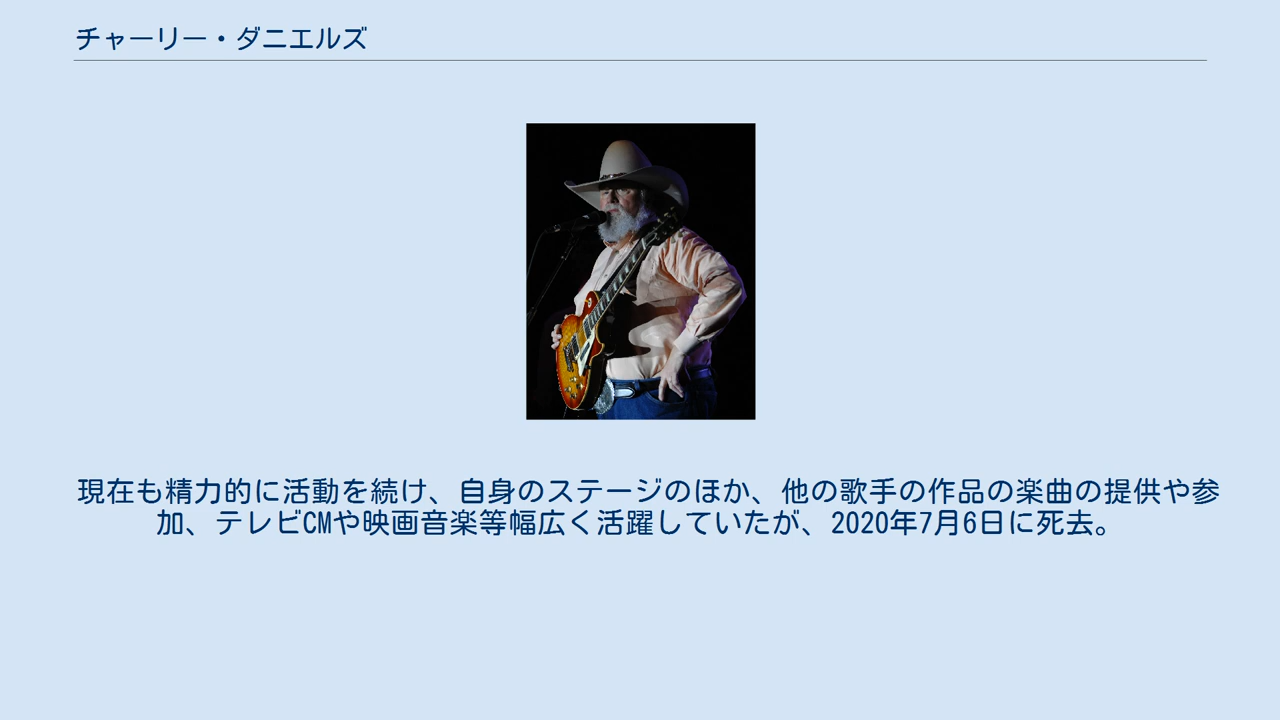 チャーリー・ダニエルズ
現在も精力的に活動を続け、自身のステージのほか、他の歌手の作品の楽曲の提供や参
加、テレビCMや映画音楽等幅広く活躍していたが、2020年7月6日に死去。